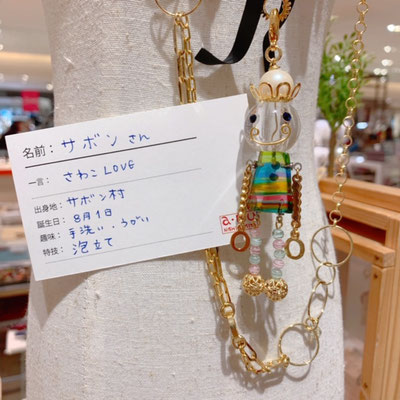 名前：サボンさん
一言：さわこLOVE
出身地：サボン村
誕生日：8月1日
趣味：手洗い、うがい
特技：泡立て